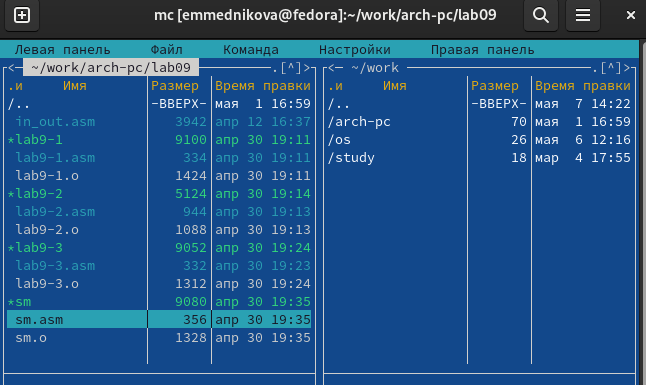 mc [emmednikova@fedora]:~/work/arch-pc/lab09
Левая панель Файл Команда Настройки Правая панель
~/work/arch-pc/lab09 .[^]>
.и Имя Размер Время правки
/.. -ВВЕРХ- мая 1 16:59
in_out.asm 3942 апр 12 16:37
*lab9-1 9100 апр 30 19:11
lab9-1.asm 334 апр 30 19:11
lab9-1.o 1424 апр 30 19:11
*lab9-2 5124 апр 30 19:14
lab9-2.asm 944 апр 30 19:13
lab9-2.o 1088 апр 30 19:13
*lab9-3 9052 апр 30 19:24
lab9-3.asm 332 апр 30 19:23
lab9-3.o 1312 апр 30 19:24
*sm 9080 апр 30 19:35
sm.asm 356 апр 30 19:35
sm.o 1328 апр 30 19:35
<─ ~/work .[^]>
.и Имя Размер Время правки
/.. -ВВЕРХ- мая 7 14:22
/arch-pc 70 мая 1 16:59
/os 26 мая 6 12:16
/study 18 мар 4 17:55